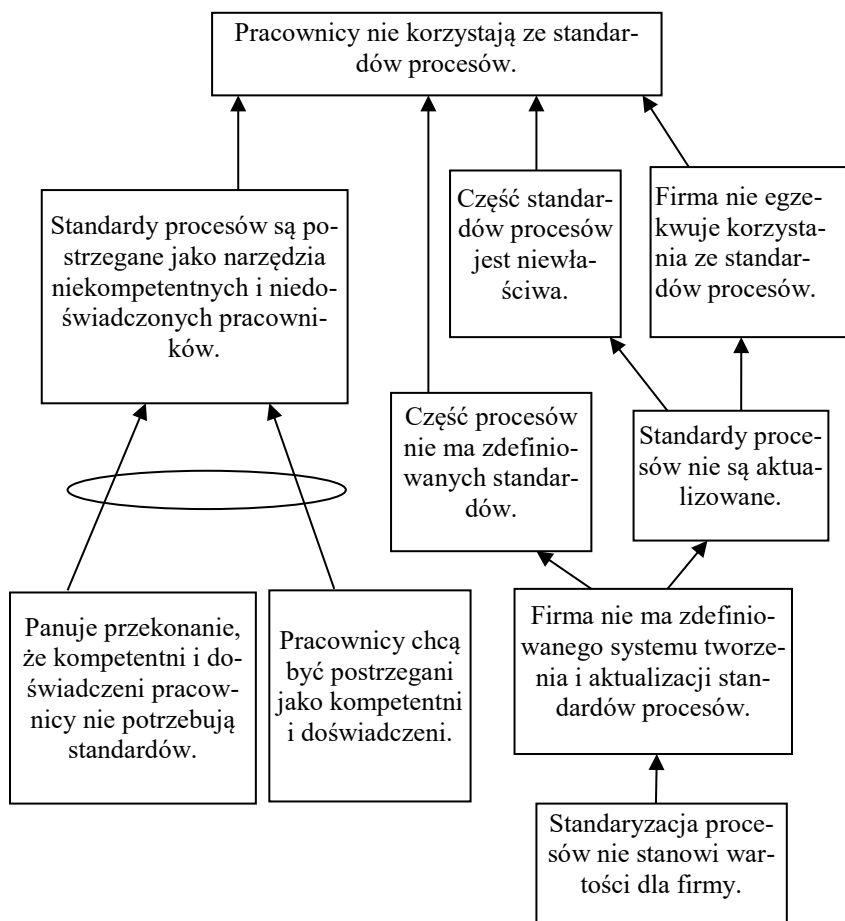 Pracownicy nie korzystają ze standar-
dów procesów.
Standardy procesów są po-
strzegane jako narzędzia
niekompetentnych i niedo-
świadczonych pracowni-
ków.
Część standar-
dów procesów
jest niewła-
ściwa.
Firma nie egze-
kwuje korzysta-
nia ze standar-
dów procesów.
Część procesów
nie ma zdefinio-
wanych standar-
dów.
Standardy proce-
sów nie są aktua-
lizowane.
Panuje przekonanie,
że kompetentni i do-
świadczeni pracow-
nicy nie potrzebują
standardów.
Pracownicy chcą
być postrzegani
jako kompetentni
i doświadczeni.
Firma nie ma zdefinio-
wanego systemu tworze-
nia i aktualizacji stan-
dardów procesów.
Standaryzacja proce-
sów nie stanowi war-
tości dla firmy.